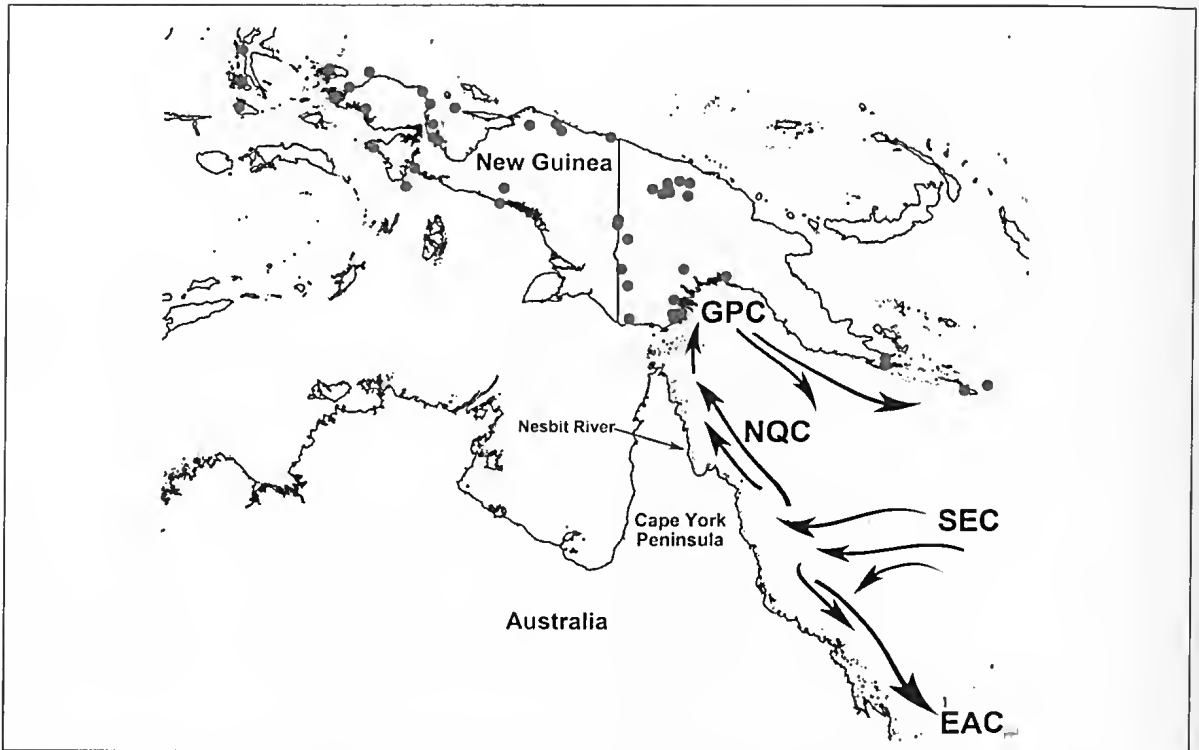 New Guinea
GPC
Nesbit River
NQC
SEC
Cape York
Peninsula
Australia
EAC